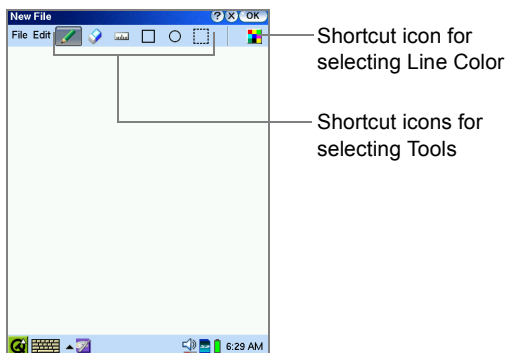 New File ? X OK
File Edit
Shortcut icon for
selecting Line Color
Shortcut icons for
selecting Tools
6:29 AM